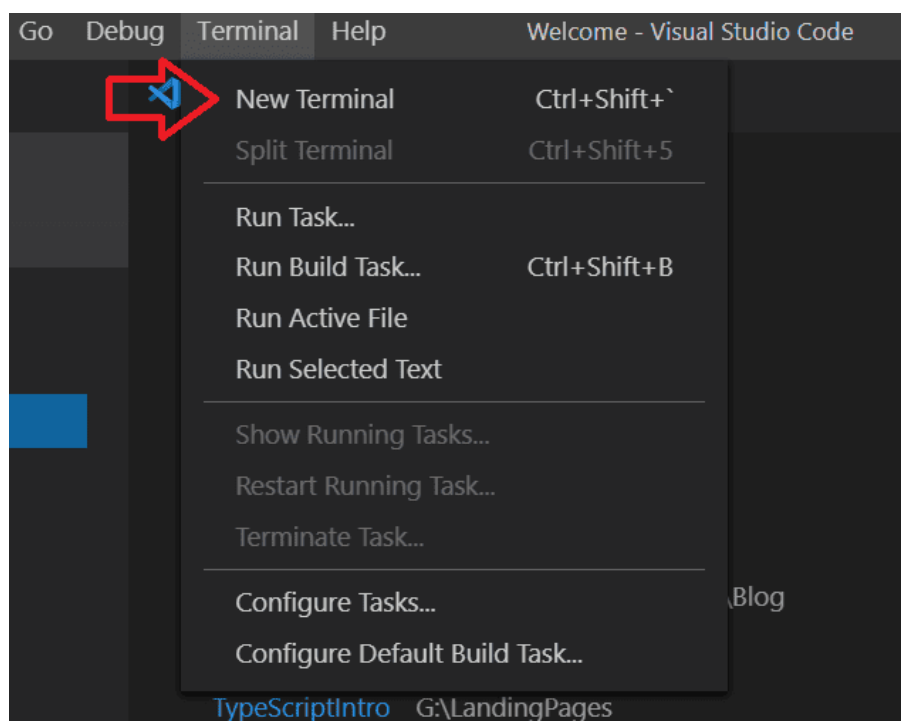 Go Debug Terminal Help Welcome - Visual Studio Code
New Terminal Ctrl+Shift+`
Split Terminal Ctrl+Shift+5
Run Task...
Run Build Task... Ctrl+Shift+B
Run Active File
Run Selected Text
Show Running Tasks...
Restart Running Task...
Terminate Task...
Configure Tasks...
\Blog
Configure Default Build Task...
TypeScriptIntro G:\LandingPages